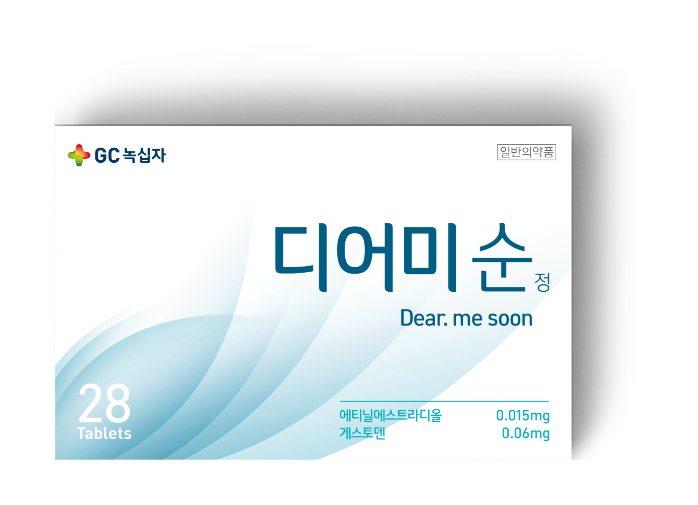 GC 녹십자
일반의약품
디어미 순 정
Dear. me soon
28
Tablets
에티닐에스트라디올 0.015mg
게스토덴 0.06mg